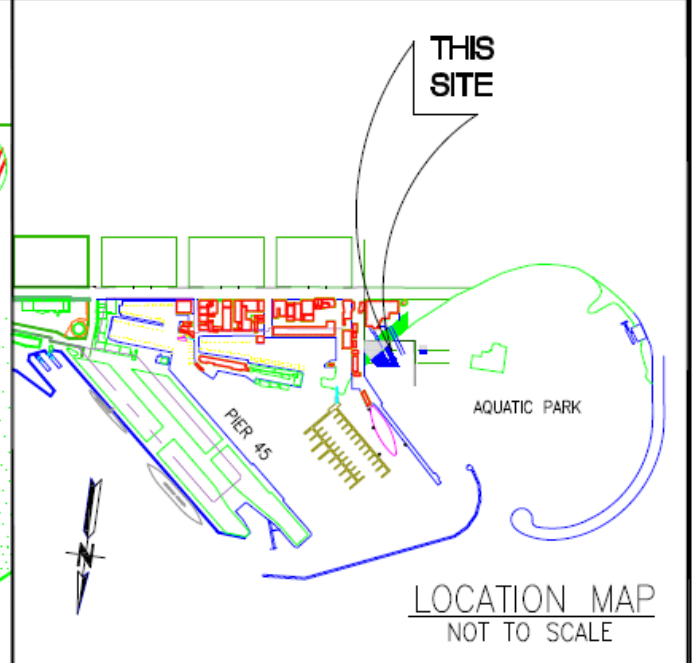 THIS
SITE
PIER 45
AQUATIC PARK
N
LOCATION MAP
NOT TO SCALE